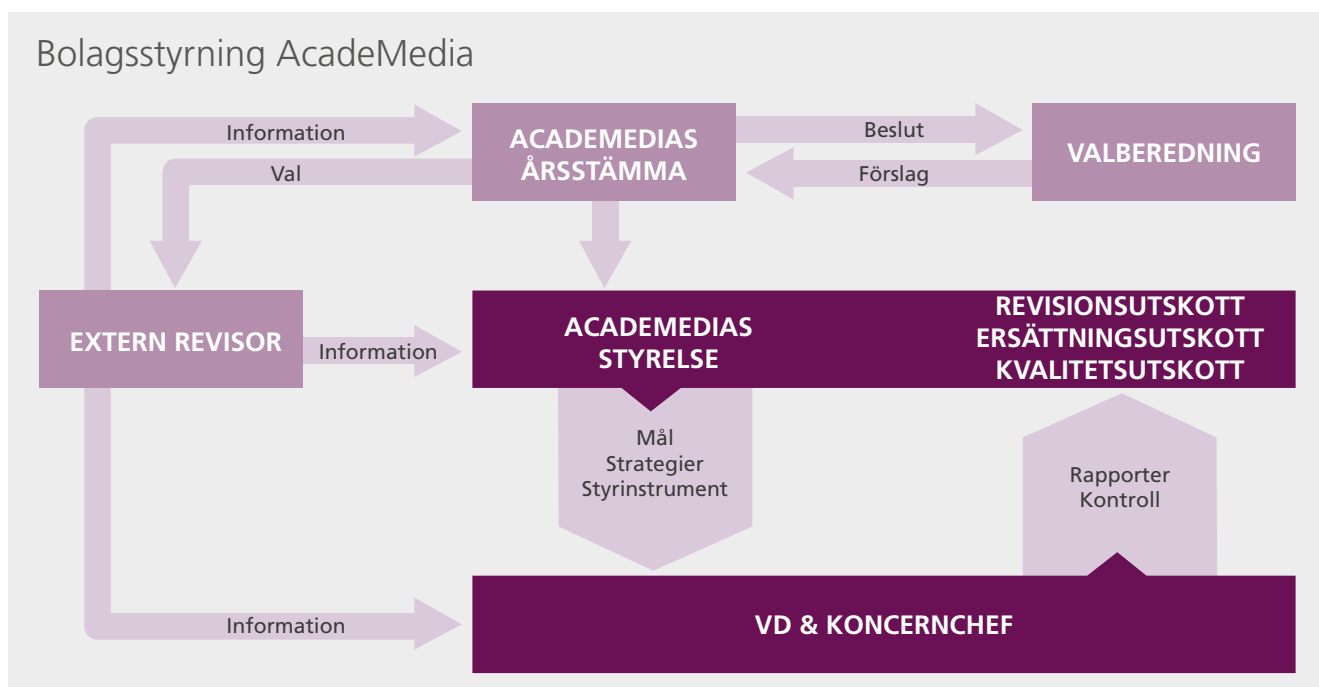 Bolagsstyrning AcadeMedia
Information
Val
ACADEMEDIAS
ÅRSSTÄMMA
Beslut
Förslag
VALBEREDNING
EXTERN REVISOR
Information
ACADEMEDIAS
STYRELSE
REVISIONSUTSKOTT
ERSÄTTNINGSUTSKOTT
KVALITETSUTSKOTT
Mål
Strategier
Styrinstrument
Rapporter
Kontroll
Information
VD & KONCERNCHEF